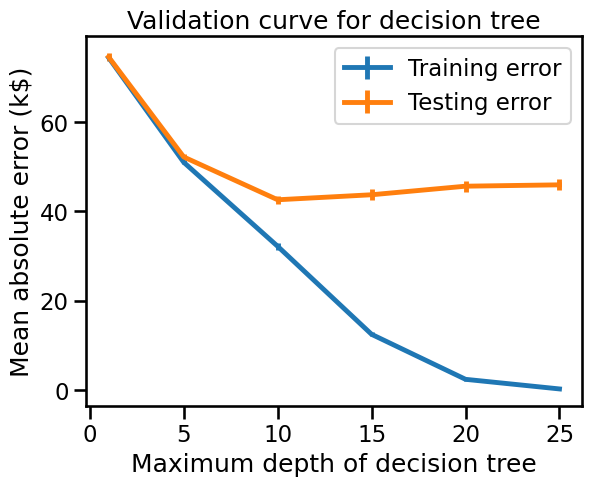 Validation curve for decision tree
Training error
Testing error
Mean absolute error (k$)
60
40
20
0
0 5 10 15 20 25
Maximum depth of decision tree